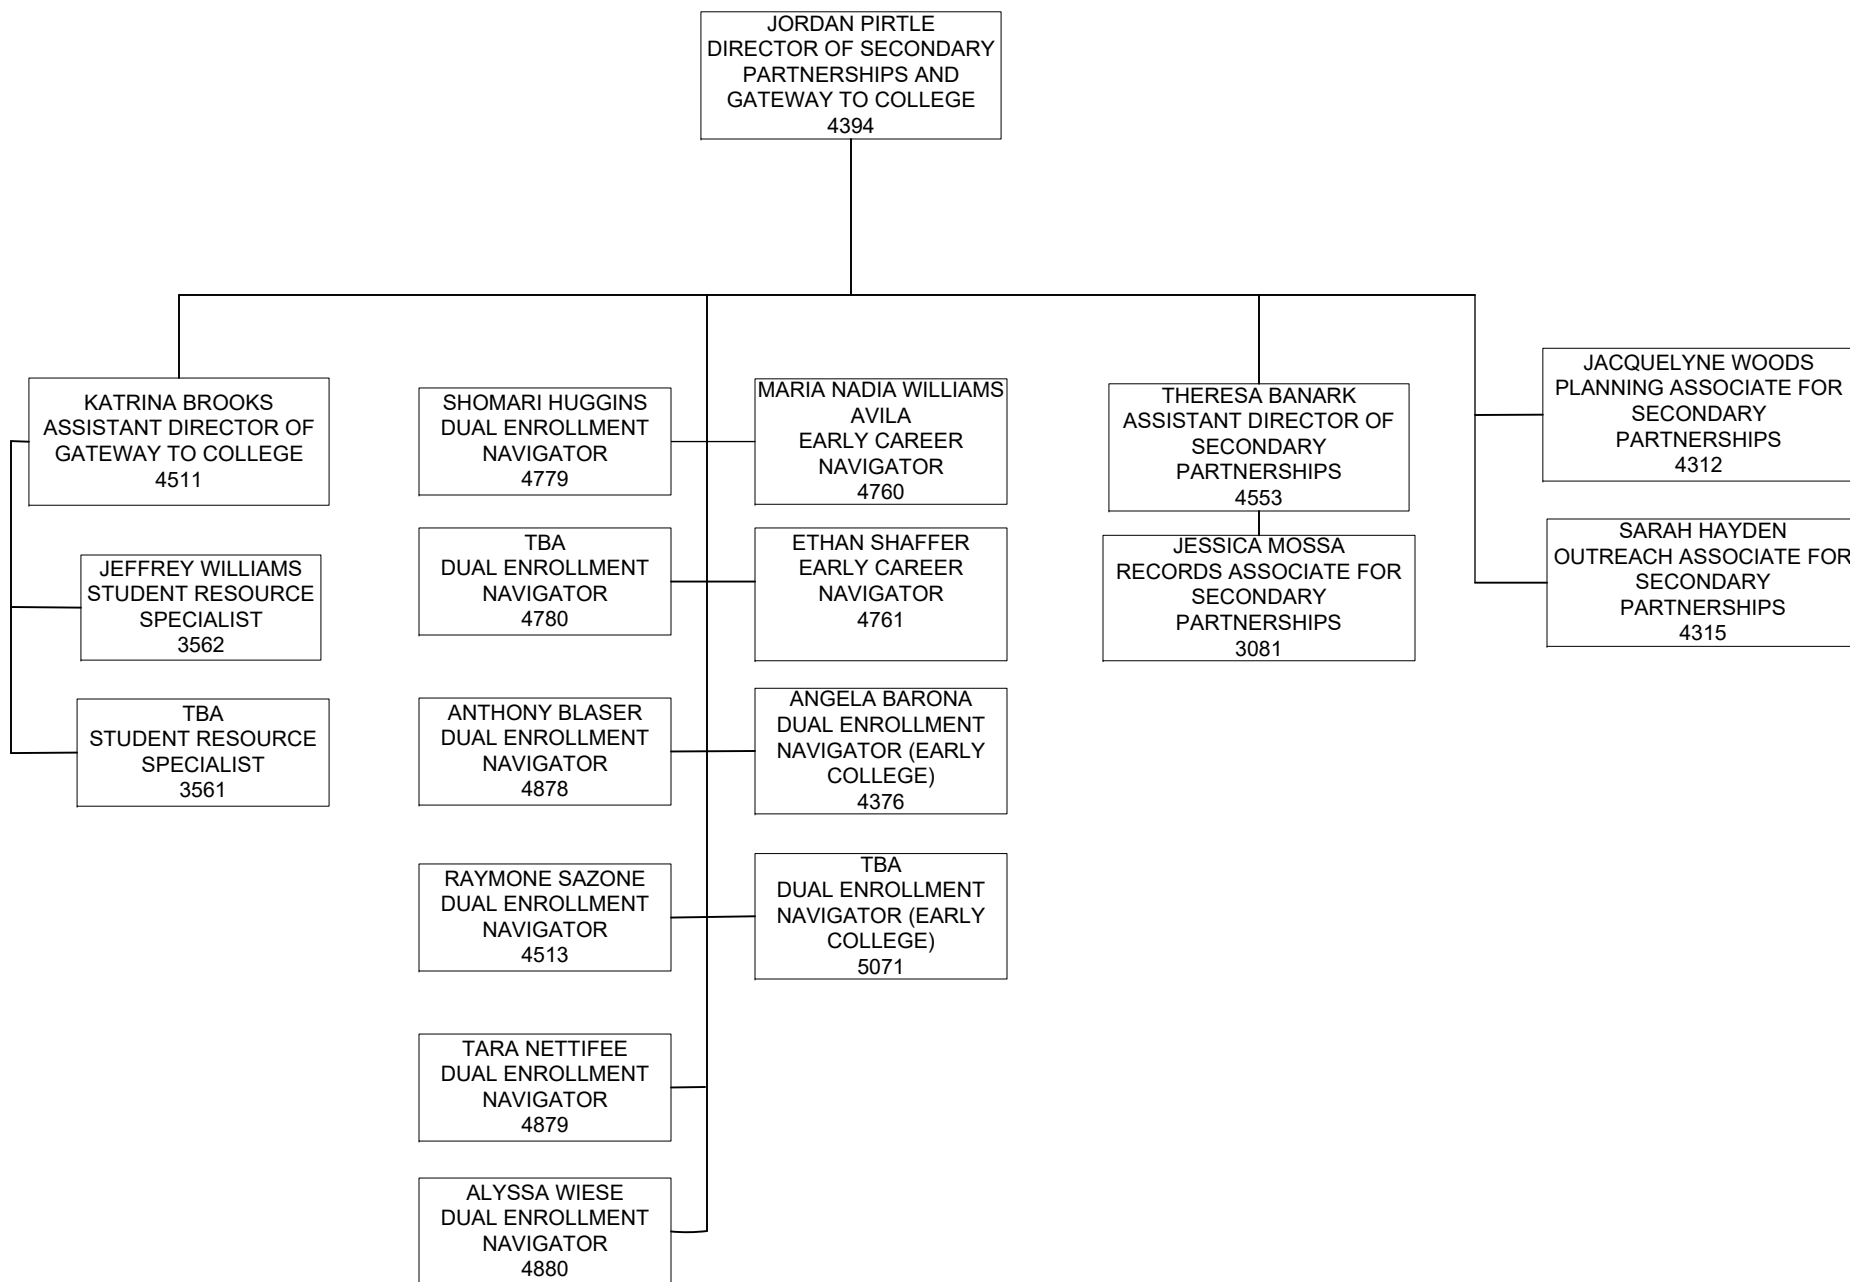 JORDAN PIRTLE
DIRECTOR OF SECONDARY
PARTNERSHIPS AND
GATEWAY TO COLLEGE
4394
KATRINA BROOKS
ASSISTANT DIRECTOR OF
GATEWAY TO COLLEGE
4511
JEFFREY WILLIAMS
STUDENT RESOURCE
SPECIALIST
3562
TBA
STUDENT RESOURCE
SPECIALIST
3561
SHOMARI HUGGINS
DUAL ENROLLMENT
NAVIGATOR
4779
TBA
DUAL ENROLLMENT
NAVIGATOR
4780
ANTHONY BLASER
DUAL ENROLLMENT
NAVIGATOR
4878
RAYMONE SAZONE
DUAL ENROLLMENT
NAVIGATOR
4513
TARA NETTIFEE
DUAL ENROLLMENT
NAVIGATOR
4879
ALYSSA WIESE
DUAL ENROLLMENT
NAVIGATOR
4880
MARIA NADIA WILLIAMS
AVILA
EARLY CAREER
NAVIGATOR
4760
ETHAN SHAFFER
EARLY CAREER
NAVIGATOR
4761
ANGELA BARONA
DUAL ENROLLMENT
NAVIGATOR (EARLY
COLLEGE)
4376
TBA
DUAL ENROLLMENT
NAVIGATOR (EARLY
COLLEGE)
5071
THERESA BANARK
ASSISTANT DIRECTOR OF
SECONDARY
PARTNERSHIPS
4553
JESSICA MOSSA
RECORDS ASSOCIATE FOR
SECONDARY
PARTNERSHIPS
3081
JACQUELYNE WOODS
PLANNING ASSOCIATE FOR
SECONDARY
PARTNERSHIPS
4312
SARAH HAYDEN
OUTREACH ASSOCIATE FOR
SECONDARY
PARTNERSHIPS
4315